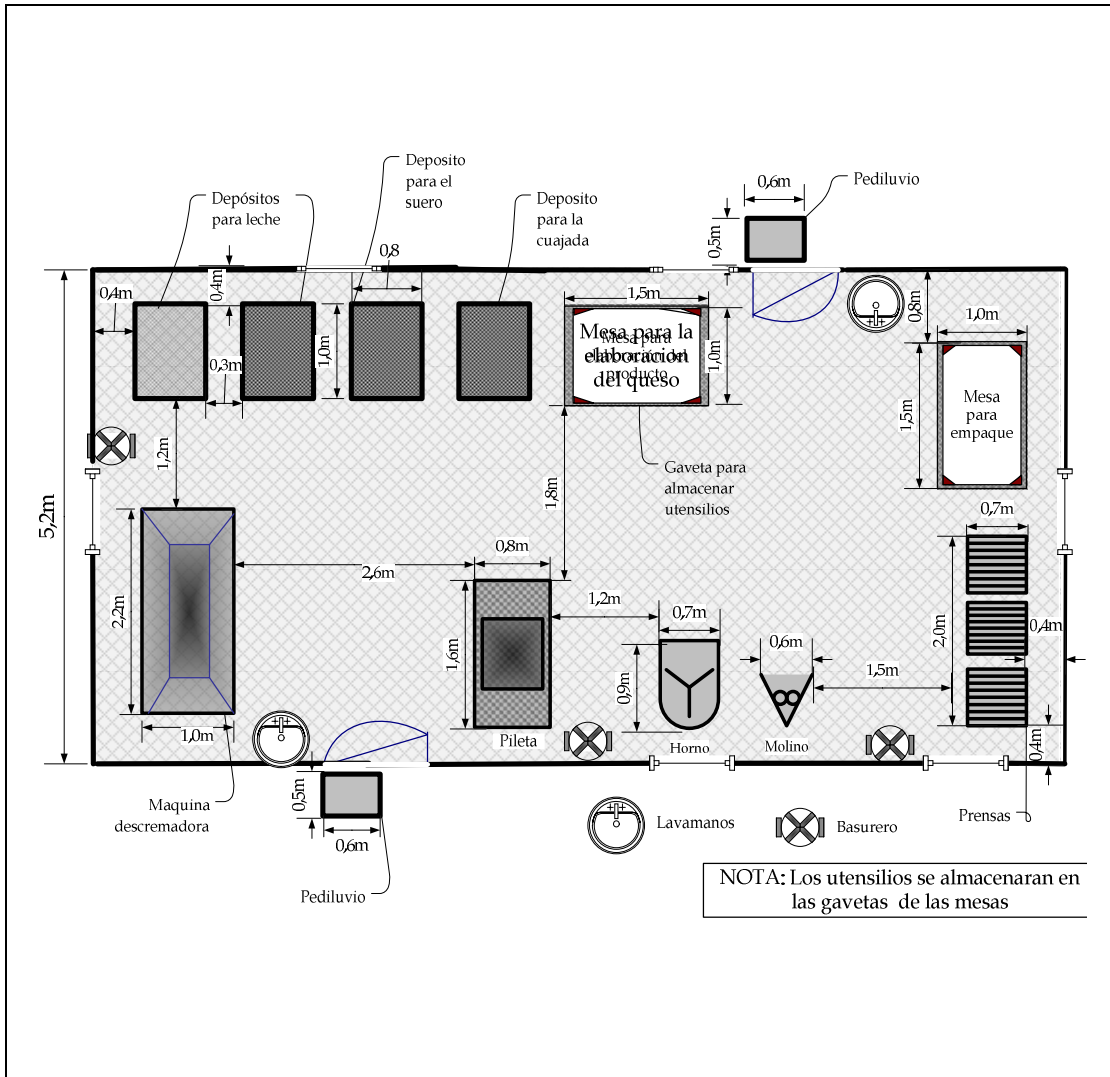 Deposito
para el
suero
0,6m
Pediluvio
Depósitos
para leche
Deposito
para la
cuajada
0,5m
0,8
0,4m
0,4m
1,5m
0,8m
1,0m
Mesa para la
elaboracion
del queso
Mesa para
producto
1,0m
1,0m
0,3m
1,5m
Mesa
para
empaque
1,2m
Gaveta para
almacenar
utensilios
1,8m
5,2m
0,7m
0,8m
2,6m
2,2m
1,2m
0,7m
0,6m
2,0m
0,4m
1,6m
0,9m
1,5m
1,0m
Pileta
Horno
Molino
0,4m
0,5m
Maquina
descremadora
0,6m
Lavamanos
Basurero
Prensas
Pediluvio
NOTA: Los utensilios se almacenaran en
las gavetas de las mesas